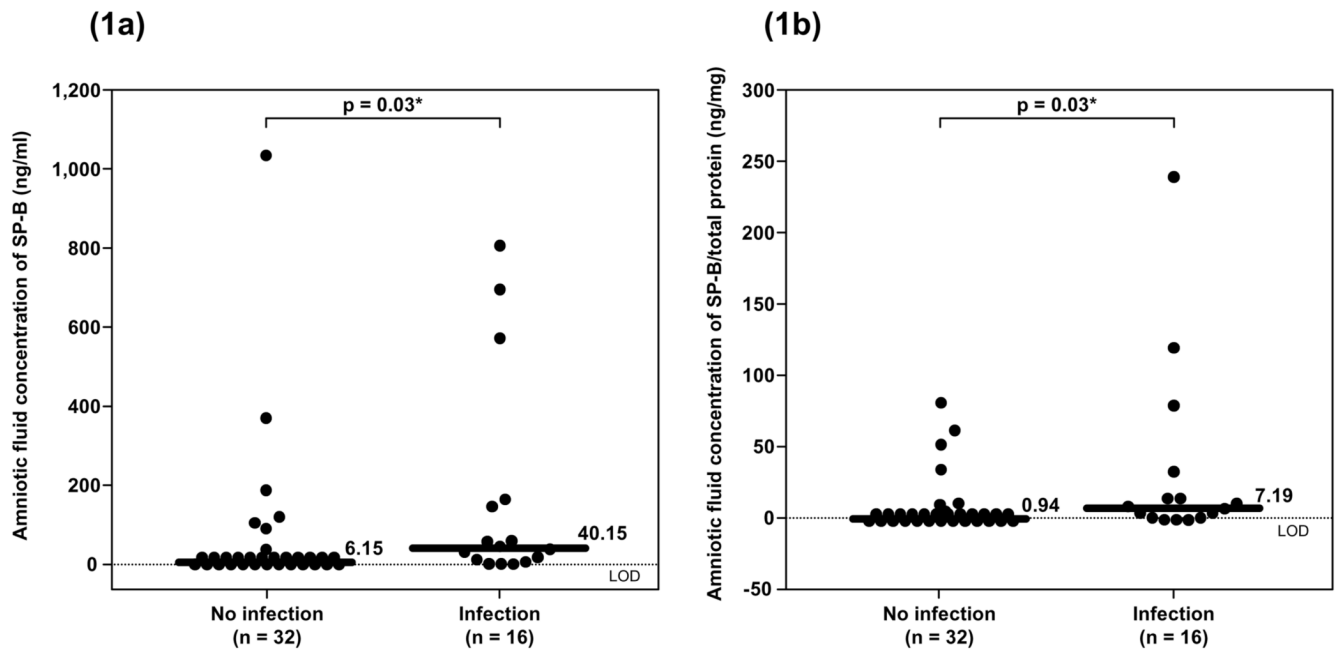 (1a)
Amniotic fluid concentration of SP-B (ng/ml)
1,200
1,000
800
600
400
200
0
p = 0.03*
6.15
40.15
LOD
No infection
(n = 32)
Infection
(n = 16)
(1b)
Amniotic fluid concentration of SP-B/total protein (ng/mg)
300
250
200
150
100
50
0
-50
p = 0.03*
0.94
7.19
LOD
No infection
(n = 32)
Infection
(n = 16)